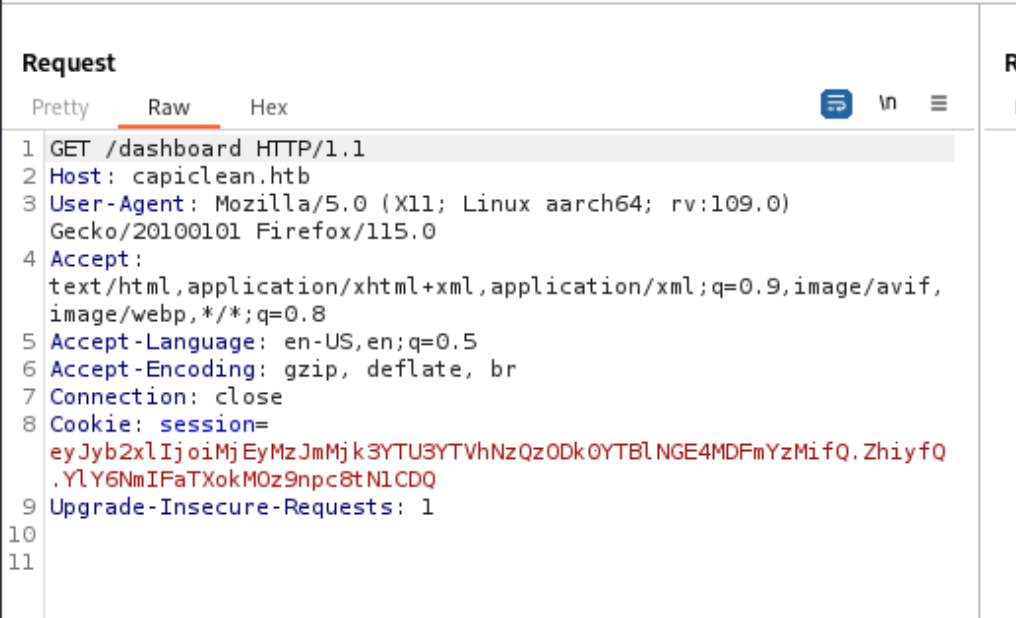 Request
R
Pretty Raw Hex \n
1 GET /dashboard HTTP/1.1
2 Host: capiclean.htb
3 User-Agent: Mozilla/5.0 (X11; Linux aarch64; rv:109.0)
Gecko/20100101 Firefox/115.0
4 Accept:
text/html,application/xhtml+xml,application/xml;q=0.9,image/avif,
image/webp,*/*;q=0.8
5 Accept-Language: en-US,en;q=0.5
6 Accept-Encoding: gzip, deflate, br
7 Connection: close
8 Cookie: session=
eyJyb2xlIjoiMjEyMzJmMjk3YTU3YTVhNzQzODk0YTBlNGE4MDFmYzMifQ.ZhiyfQ
.YlY6NmIFaTXokMOz9npc8tN1CDQ
9 Upgrade-Insecure-Requests: 1
10
11